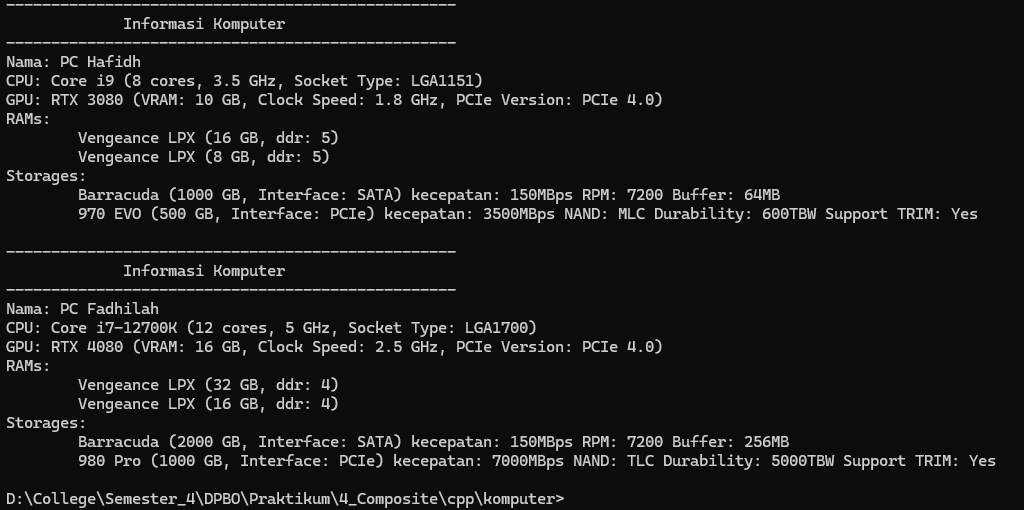 --------------------------------------------------
Informasi Komputer
--------------------------------------------------
Nama: PC Hafidh
CPU: Core i9 (8 cores, 3.5 GHz, Socket Type: LGA1151)
GPU: RTX 3080 (VRAM: 10 GB, Clock Speed: 1.8 GHz, PCIe Version: PCIe 4.0)
RAMs:
Vengeance LPX (16 GB, ddr: 5)
Vengeance LPX (8 GB, ddr: 5)
Storages:
Barracuda (1000 GB, Interface: SATA) kecepatan: 150MBps RPM: 7200 Buffer: 64MB
970 EVO (500 GB, Interface: PCIe) kecepatan: 3500MBps NAND: MLC Durability: 600TBW Support TRIM: Yes
--------------------------------------------------
Informasi Komputer
--------------------------------------------------
Nama: PC Fadhilah
CPU: Core i7-12700K (12 cores, 5 GHz, Socket Type: LGA1700)
GPU: RTX 4080 (VRAM: 16 GB, Clock Speed: 2.5 GHz, PCIe Version: PCIe 4.0)
RAMs:
Vengeance LPX (32 GB, ddr: 4)
Vengeance LPX (16 GB, ddr: 4)
Storages:
Barracuda (2000 GB, Interface: SATA) kecepatan: 150MBps RPM: 7200 Buffer: 256MB
980 Pro (1000 GB, Interface: PCIe) kecepatan: 7000MBps NAND: TLC Durability: 5000TBW Support TRIM: Yes
D:\College\Semester_4\DPBO\Praktikum\4_Composite\cpp\komputer>